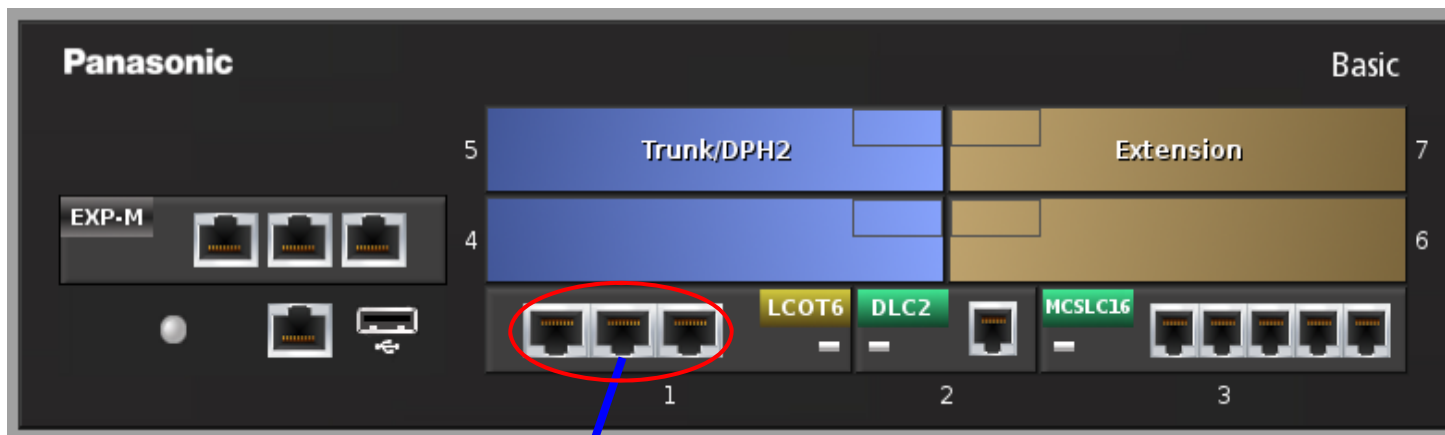 Panasonic
Basic
5 Trunk/DPH2 Extension 7
EXP-M
4 6
LCOT6 DLC2 MCSLC16
1 2 3